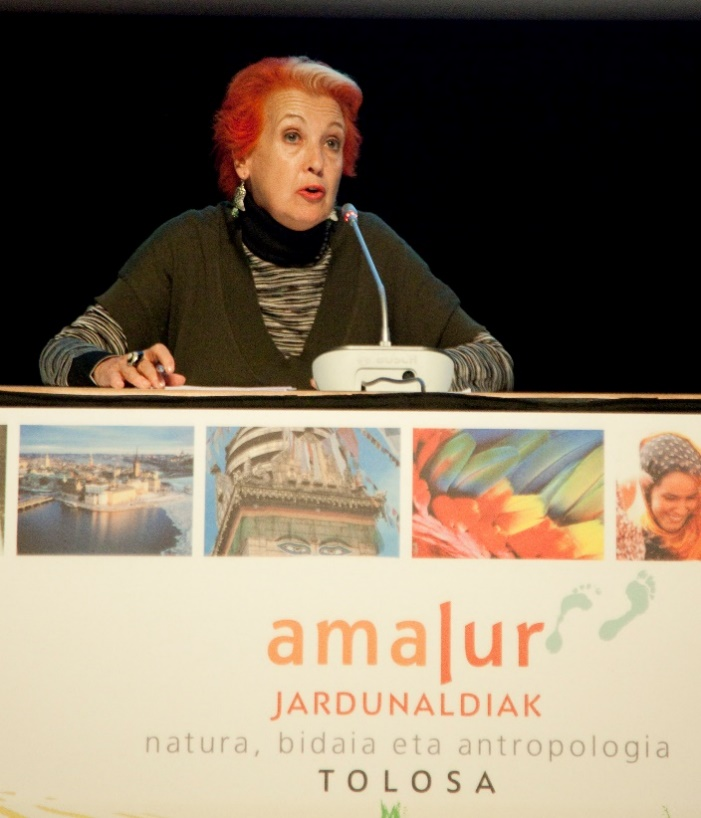 amalur
JARDUNALDIAK
natura, bidaia eta antropologia
TOLOSA